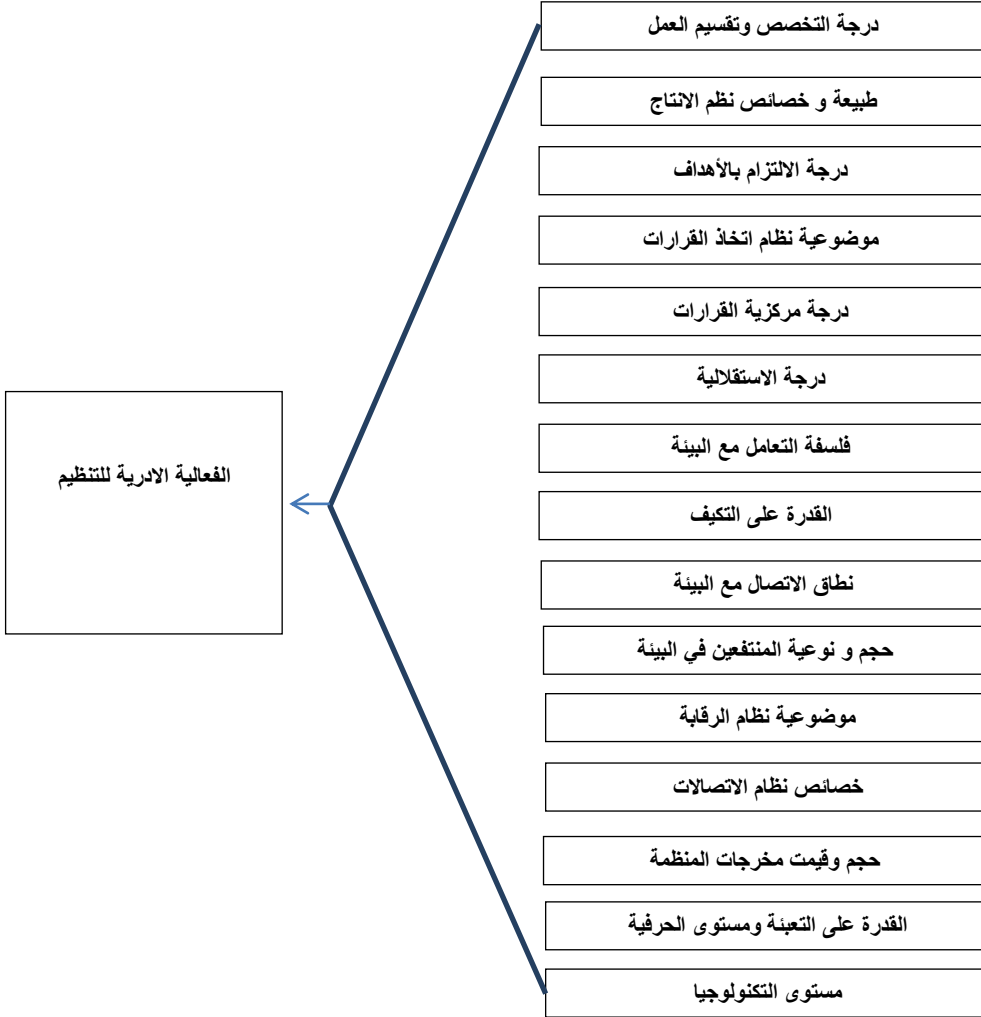 درجة التخصص وتقسيم العمل
طبيعة و خصائص نظم الانتاج
درجة الالتزام بالأهداف
موضوعية نظام اتخاذ القرارات
درجة مركزية القرارات
درجة الاستقلالية
فلسفة التعامل مع البيئة
القدرة على التكيف
نطاق الاتصال مع البيئة
حجم و نوعية المنتفعين في البيئة
موضوعية نظام الرقابة
خصائص نظام الاتصالات
حجم وقيمت مخرجات المنظمة
القدرة على التعبئة ومستوى الحرفية
مستوى التكنولوجيا
الفعالية الادرية للتنظيم